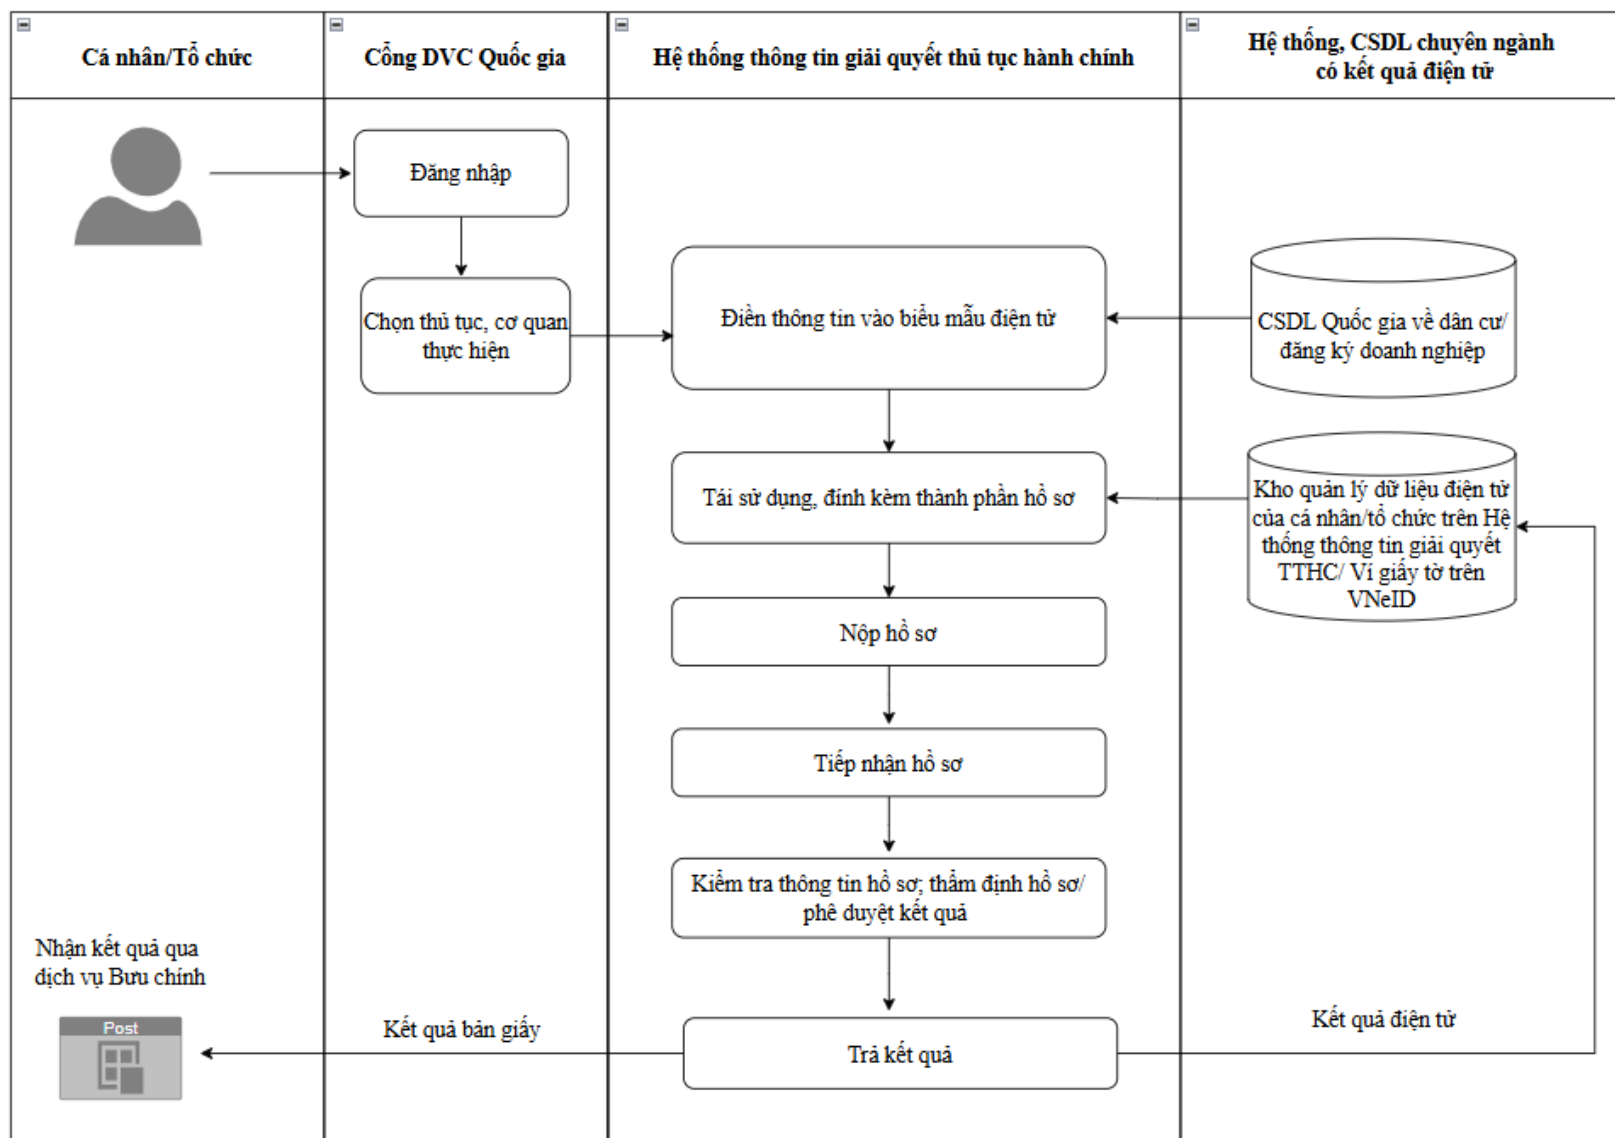 Cá nhân/Tổ chức
Cổng DVC Quốc gia
Hệ thống thông tin giải quyết thủ tục hành chính
Hệ thống, CSDL chuyên ngành
có kết quả điện tử
Đăng nhập
Chọn thủ tục, cơ quan
thực hiện
Điền thông tin vào biểu mẫu điện tử
CSDL Quốc gia về dân cư/
đăng ký doanh nghiệp
Tái sử dụng, đính kèm thành phần hồ sơ
Kho quản lý dữ liệu điện tử
của cá nhân/tổ chức trên Hệ
thống thông tin giải quyết
TTHC/ Ví giấy tờ trên
VNeID
Nộp hồ sơ
Tiếp nhận hồ sơ
Kiểm tra thông tin hồ sơ; thẩm định hồ sơ/
phê duyệt kết quả
Nhận kết quả qua
dịch vụ Bưu chính
Post
Kết quả bản giấy
Trả kết quả
Kết quả điện tử